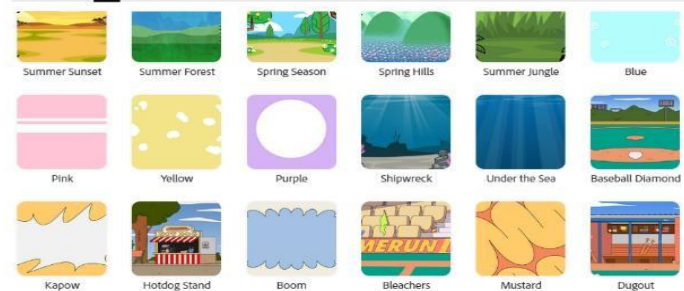 Summer Sunset Summer Forest Spring Season Spring Hills Summer Jungle Blue
Pink Yellow Purple Shipwreck Under the Sea Baseball Diamond
MERUN
Kapow Hotdog Stand Boom Bleachers Mustard Dugout